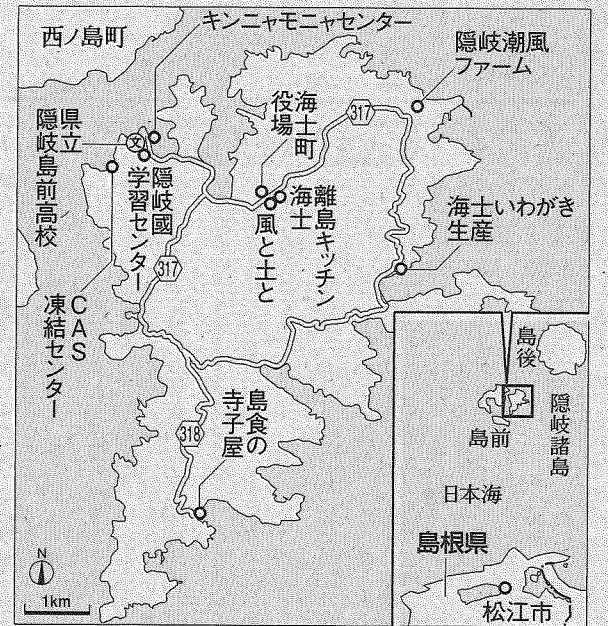 西ノ島町
キンニャモニャセンター
隠岐潮風
ファーム
海士町
役場
317
県立
隠岐島前高校
文
隠岐國
学習センター
離島キッチン
海士
風と土と
海士いわがき
生産
317
CAS
凍結センター
島食の
寺子屋
318
島後
島前
隠岐諸島
日本海
島根県
松江市
N
1km